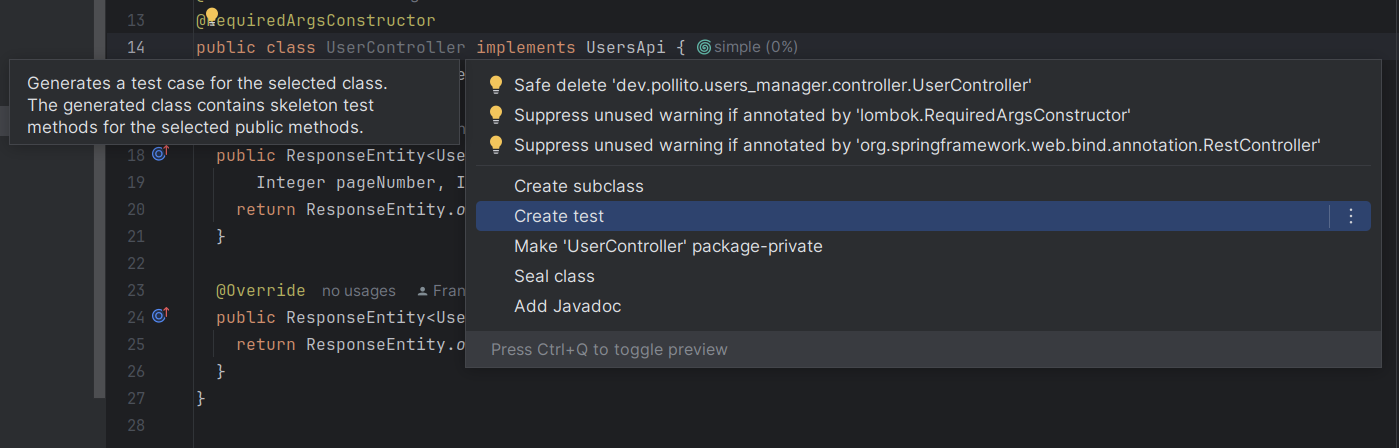 13 @RequiredArgsConstructor
14 public class UserController implements UsersApi { simple (0%)
Generates a test case for the selected class.
The generated class contains skeleton test
methods for the selected public methods.
Safe delete 'dev.pollito.users_manager.controller.UserController'
Suppress unused warning if annotated by 'lombok.RequiredArgsConstructor'
Suppress unused warning if annotated by 'org.springframework.web.bind.annotation.RestController'
Create subclass
Create test
Make 'UserController' package-private
Seal class
Add Javadoc
Press Ctrl+Q to toggle preview
18 public ResponseEntity<Use
19 Integer pageNumber, I
20 return ResponseEntity.o
21 }
22
23 @Override no usages Fran
24 public ResponseEntity<Use
25 return ResponseEntity.o
26 }
27 }
28